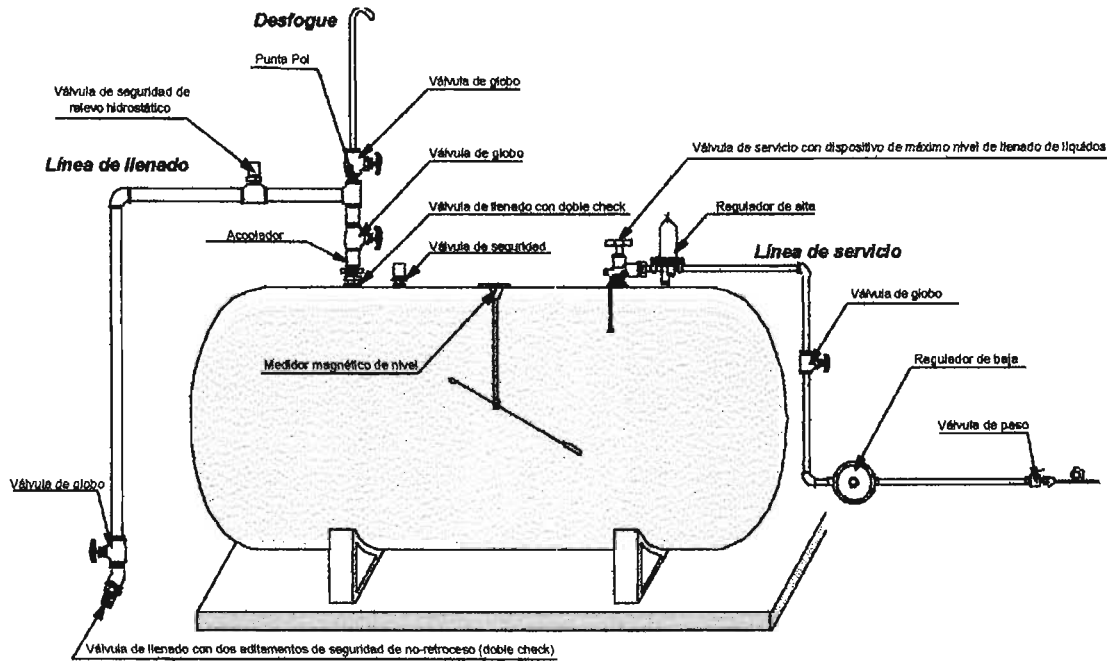 Desfogue
Punta Pol
Válvula de globo
Válvula de seguridad de
relevo hidrostático
Línea de llenado
Válvula de globo
Válvula de servicio con dispositivo de máximo nivel de llenado de líquidos
Válvula de llenado con doble check
Regulador de alta
Acoplador
Válvula de seguridad
Línea de servicio
Válvula de globo
Medidor magnético de nivel
Regulador de baja
Válvula de paso
Válvula de globo
Válvula de llenado con dos aditamentos de seguridad de no-retroceso (doble check)